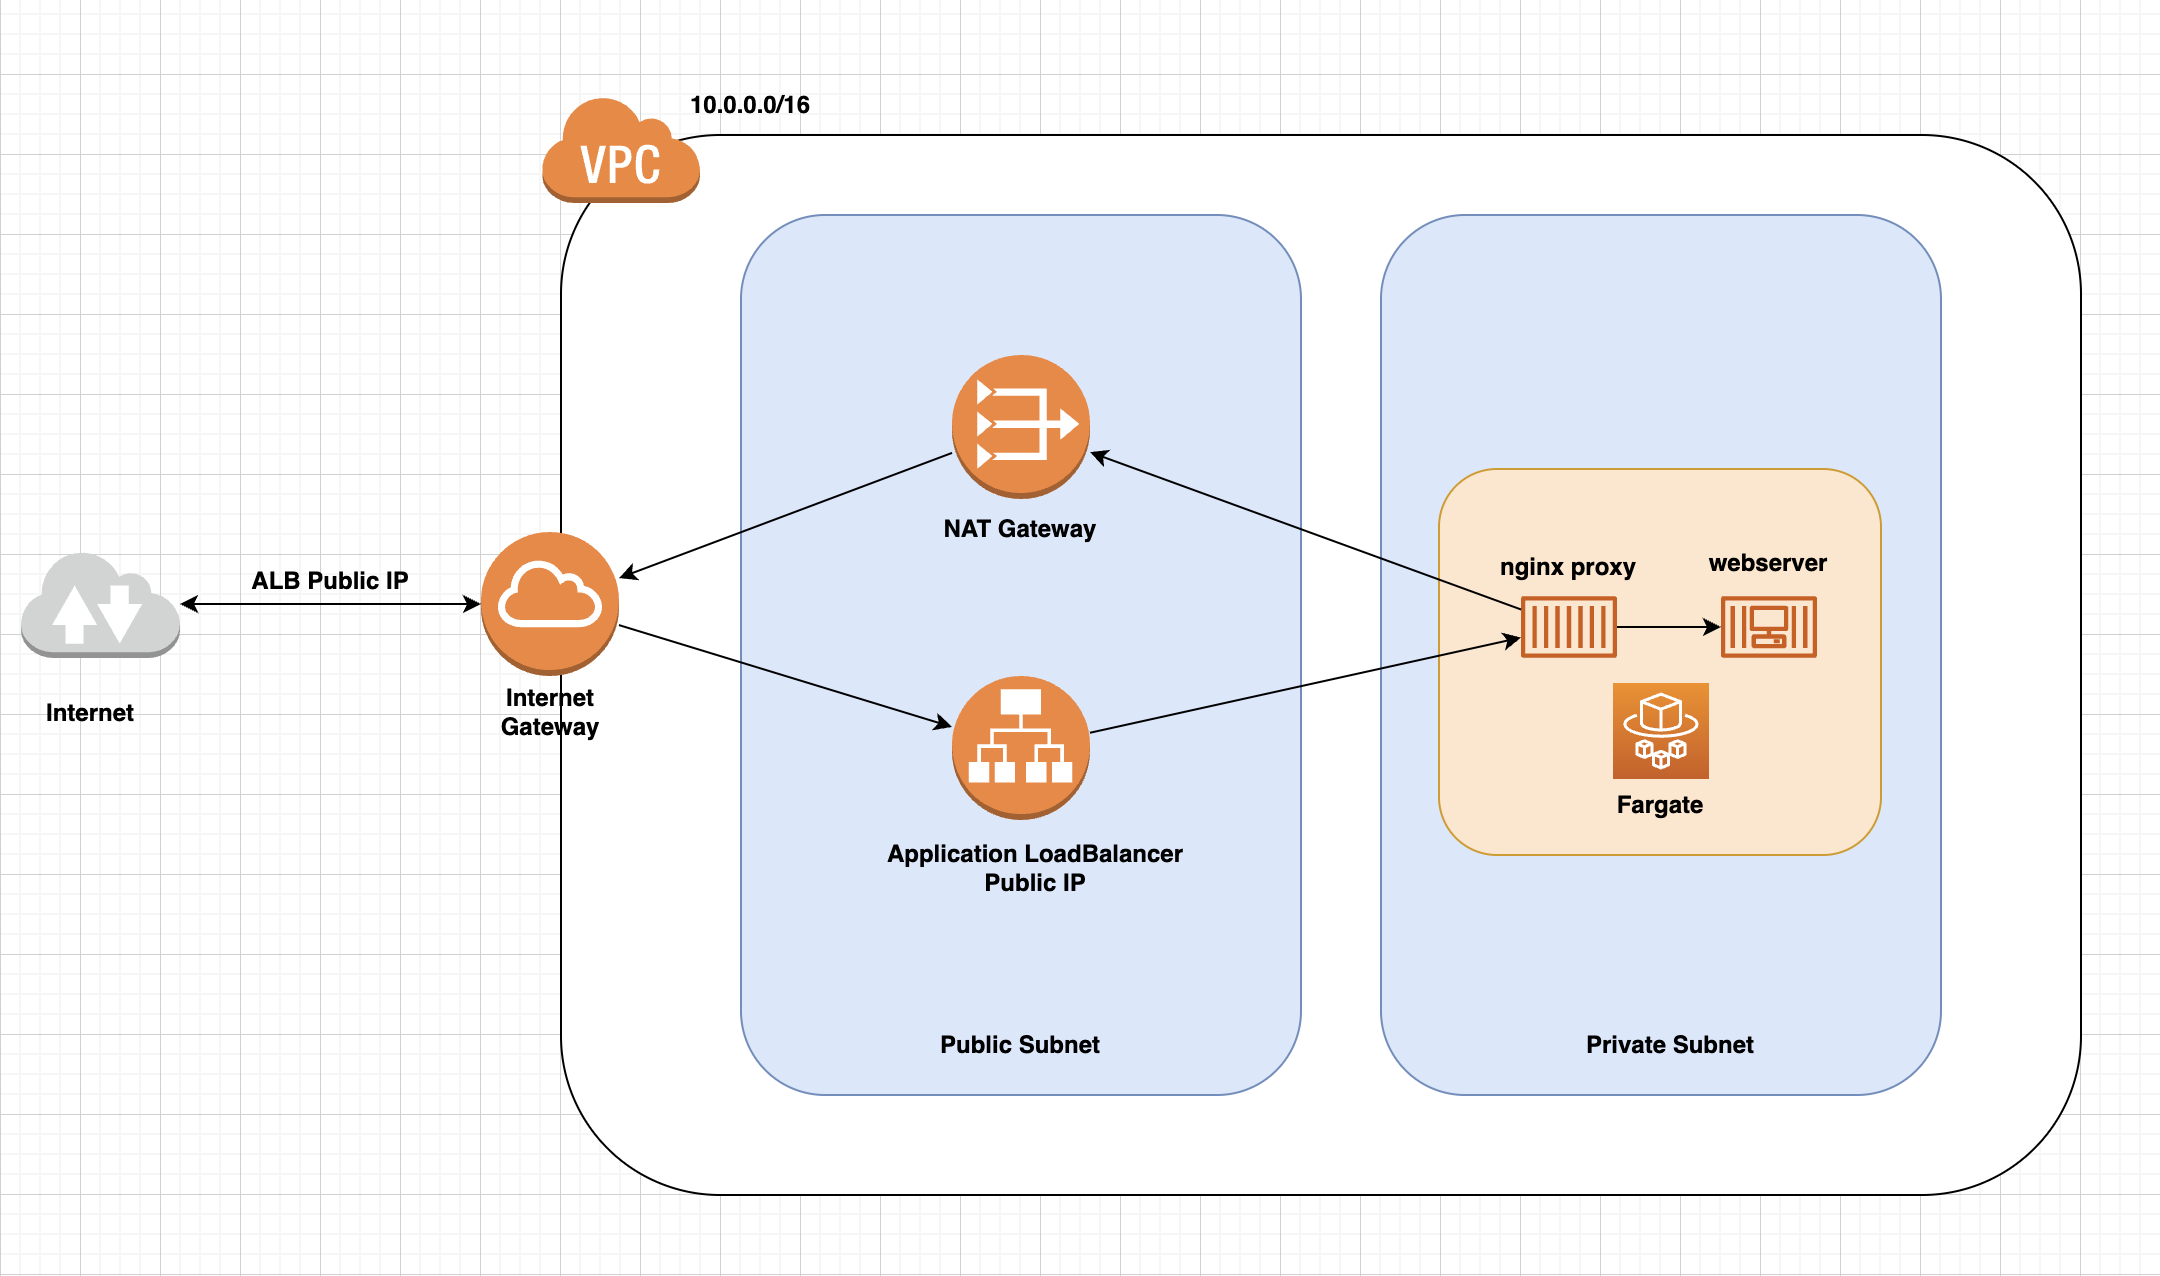 10.0.0.0/16
VPC
NAT Gateway
nginx proxy
webserver
ALB Public IP
Internet
Internet
Gateway
Fargate
Application LoadBalancer
Public IP
Public Subnet
Private Subnet